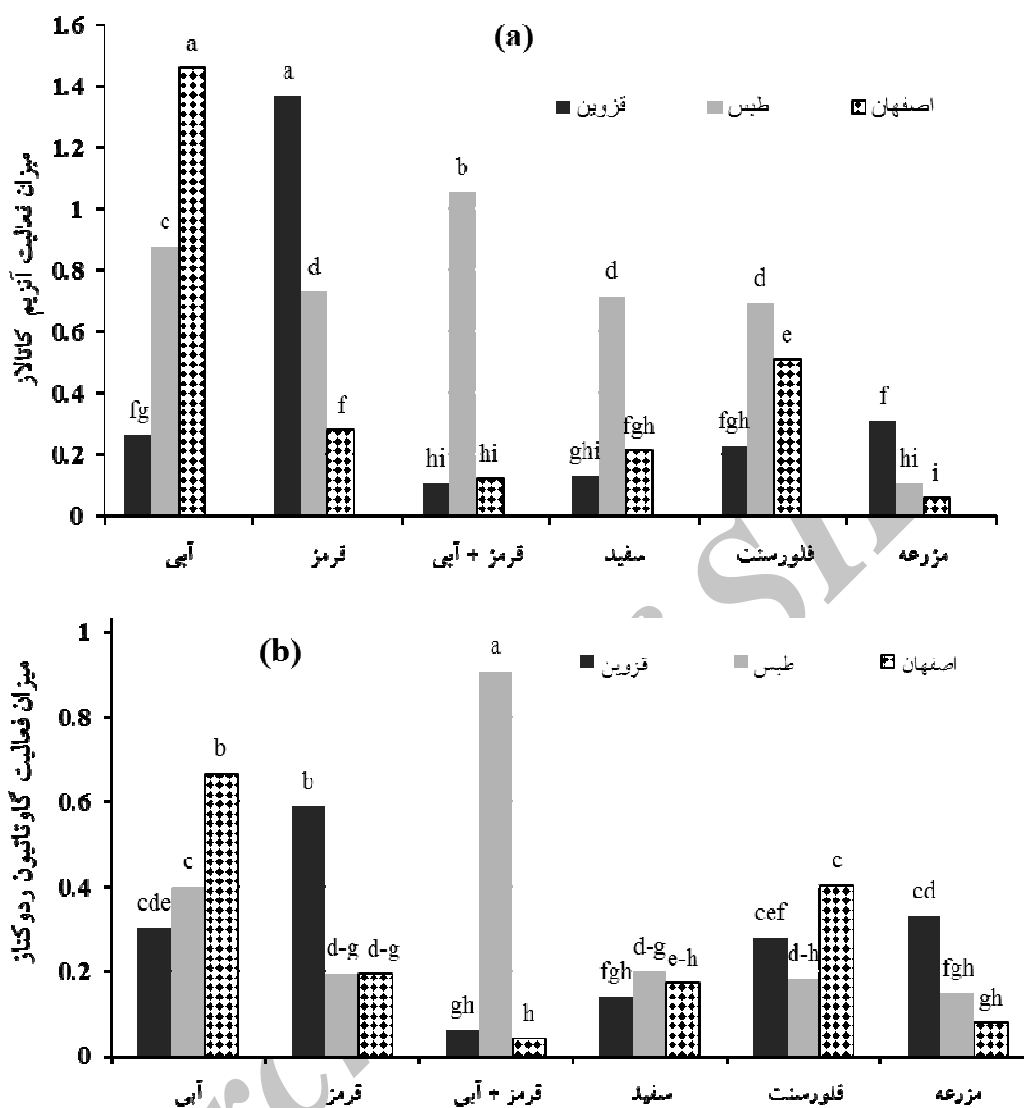 (a)
میزان فعالیت آنزیم کاتالاز
1.6
1.4
1.2
1
0.8
0.6
0.4
0.2
0
قزوین طبس اصفهان
fg c a
a d f
hi b hi
ghi d fgh
fgh d e
f hi i
آبی قرمز قرمز + آبی سفید فلورسنت مزرعه
(b)
میزان فعالیت گلوتاتیون ردوکتاز
1
0.8
0.6
0.4
0.2
0
قزوین طبس اصفهان
cde c b
b d-g d-g
gh a h
fgh d-g e-h
cef d-h c
cd fgh gh
آبی قرمز قرمز + آبی سفید فلورسنت مزرعه